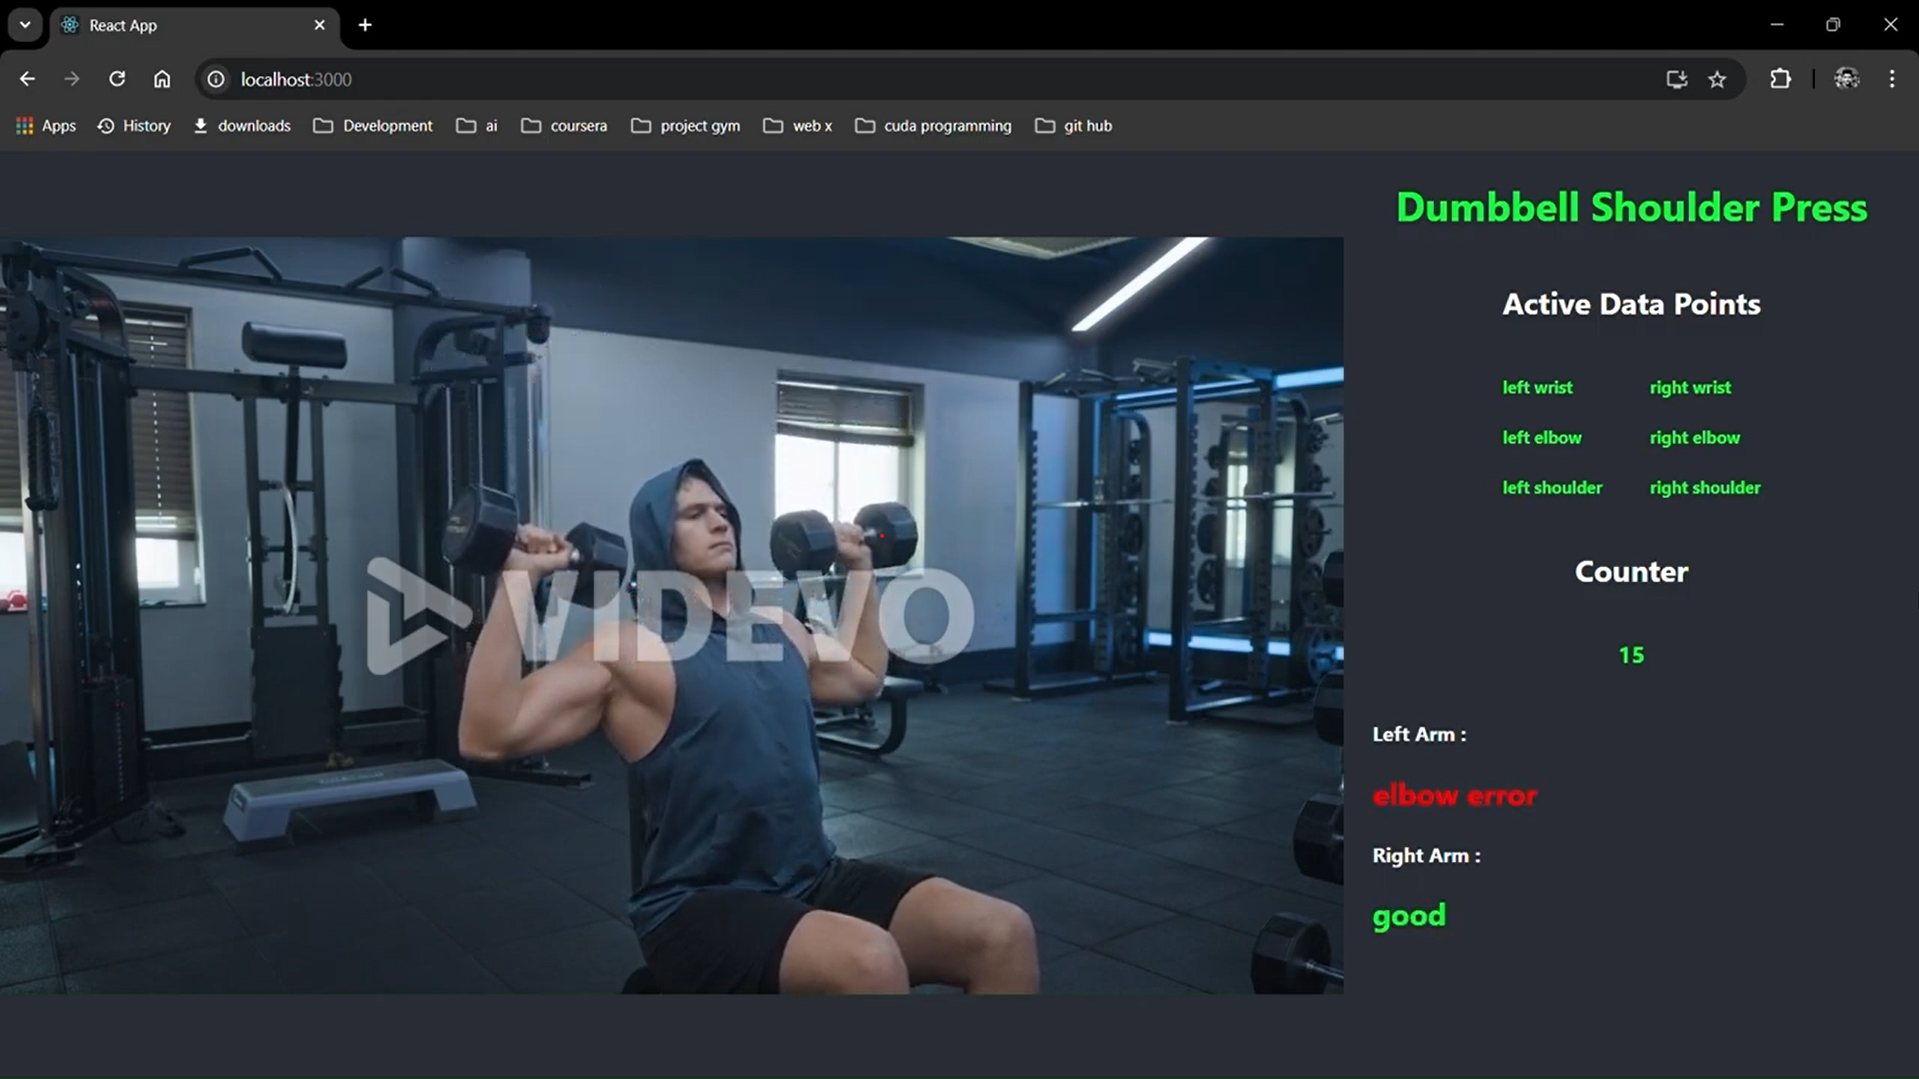 React App
localhost:3000
Apps History downloads Development ai coursera project gym web x cuda programming git hub
Dumbbell Shoulder Press
Active Data Points
left wrist right wrist
left elbow right elbow
left shoulder right shoulder
Counter
15
VIDEVO
Left Arm :
elbow error
Right Arm :
good